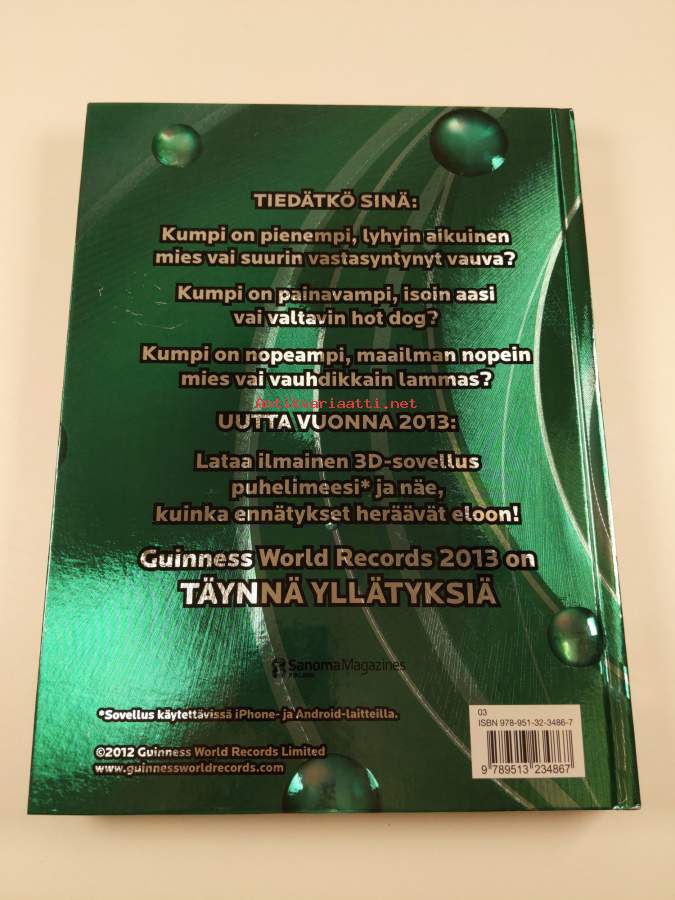 TIEDÄTKÖ SINÄ:
Kumpi on pienempi, lyhyin aikuinen
mies vai suurin vastasyntynyt vauva?
Kumpi on painavampi, isoin aasi
vai valtavin hot dog?
Kumpi on nopeampi, maailman nopein
mies vai vauhdikkain lammas?
Antikvariaatti.net
UUTTA VUONNA 2013:
Lataa ilmainen 3D-sovellus
puhelimeesi* ja näe,
kuinka ennätykset heräävät eloon!
Guinness World Records 2013 on
TÄYNNÄ YLLÄTYKSIÄ
SanomaMagazines
FINLAND
*Sovellus käytettävissä iPhone- ja Android-laitteilla.
©2012 Guinness World Records Limited
www.guinnessworldrecords.com
03
ISBN 978-951-32-3486-7
9 789513 234867